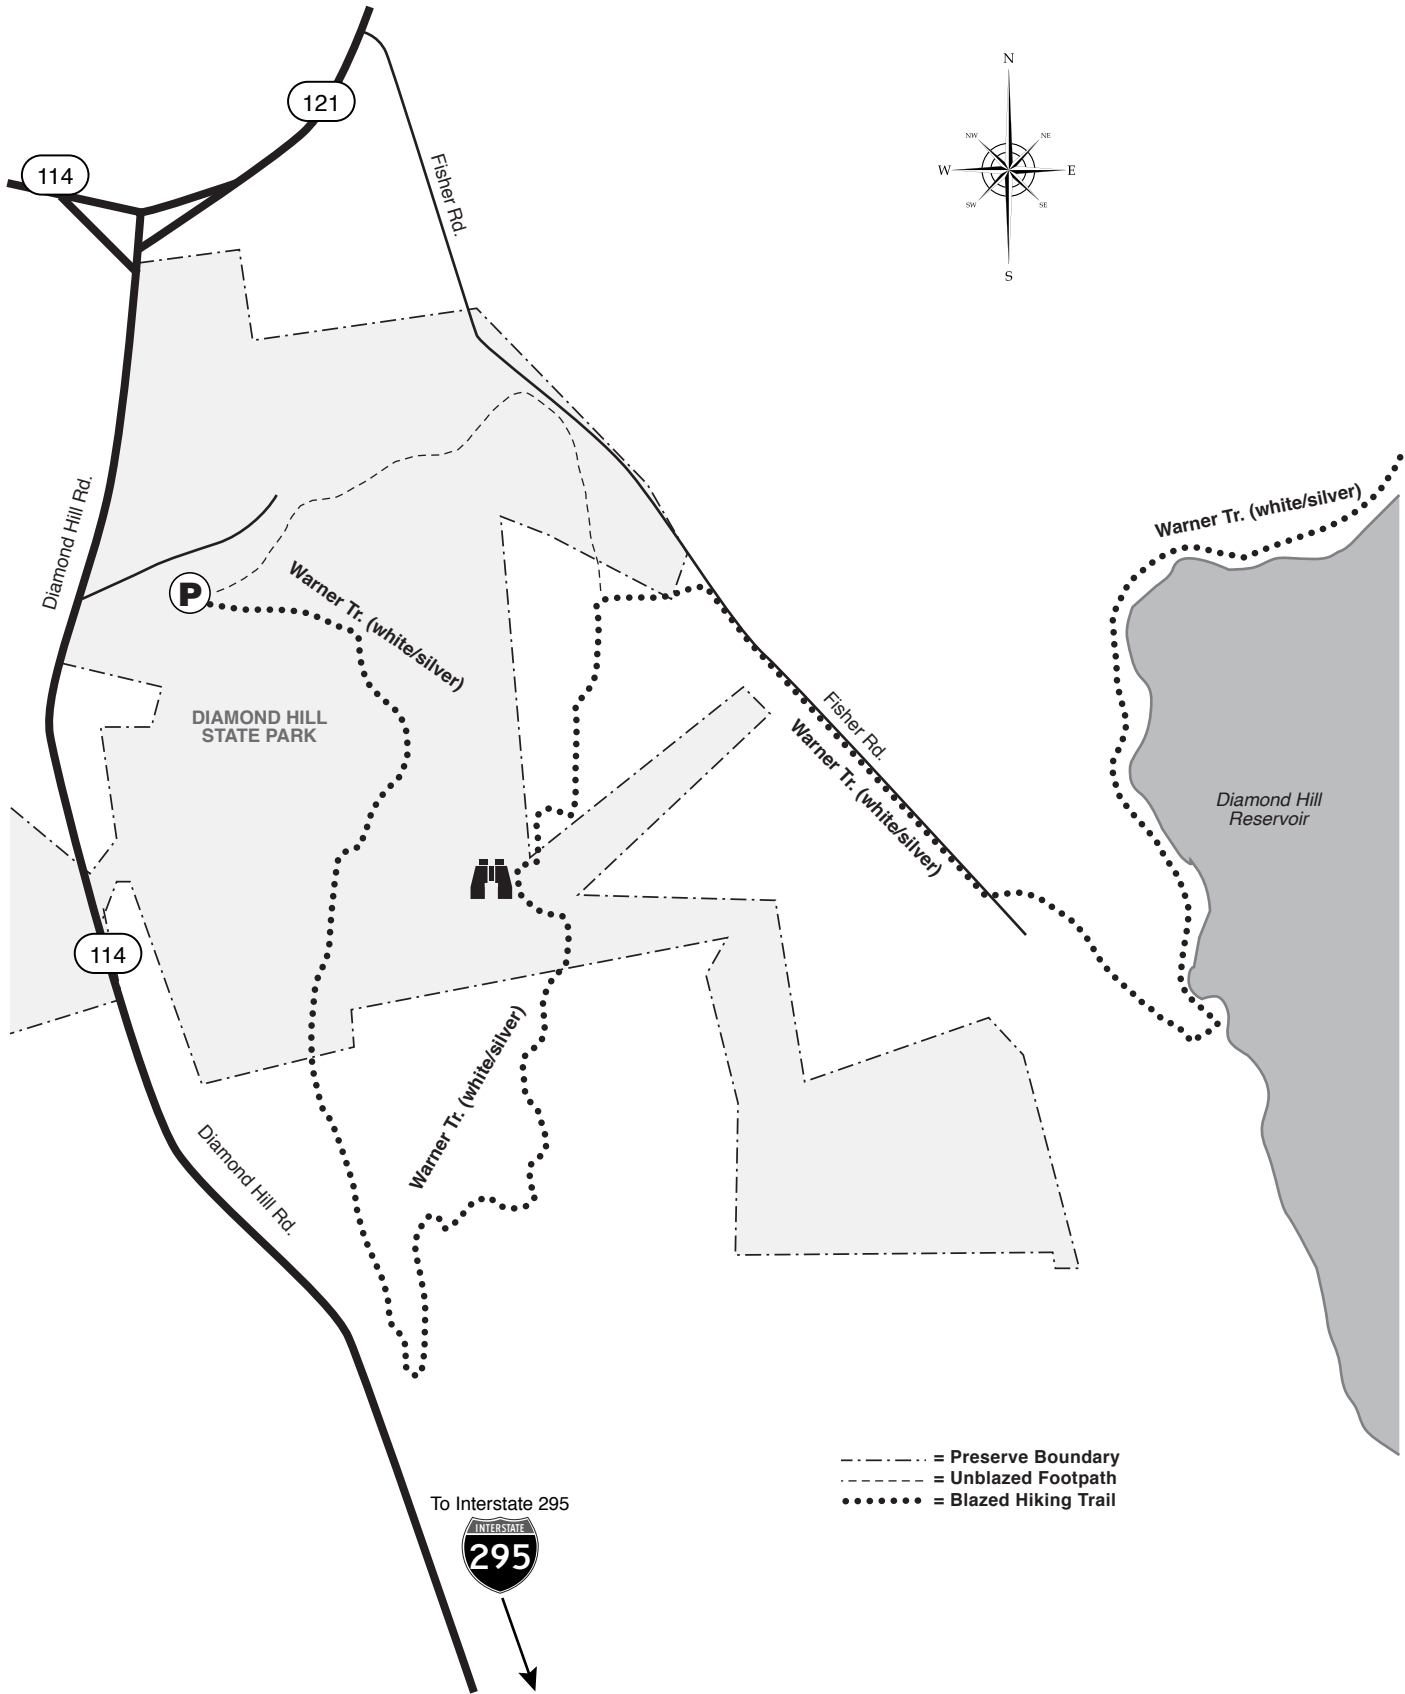 N
121
NW
NE
114
W
E
Fisher Rd.
SW
SE
S
Diamond Hill Rd.
Warner Tr. (white/silver)
P
Warner Tr. (white/silver)
DIAMOND HILL
STATE PARK
Fisher Rd.
Warner Tr. (white/silver)
Diamond Hill
Reservoir
114
Warner Tr. (white/silver)
Diamond Hill Rd.
= Preserve Boundary
= Unblazed Footpath
= Blazed Hiking Trail
To Interstate 295
INTERSTATE
295